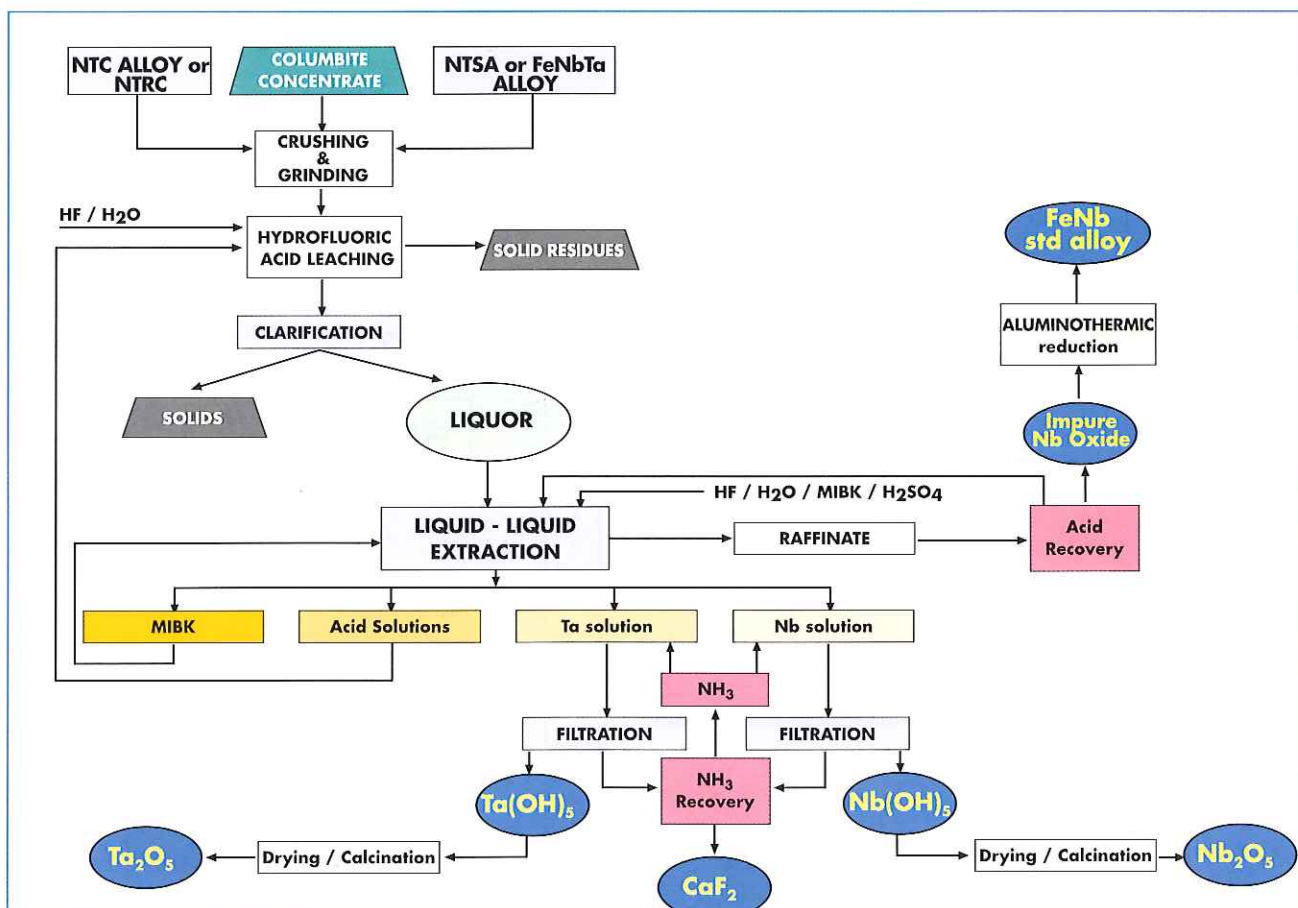 NTC ALLOY or
NTRC
COLUMBITE
CONCENTRATE
NTSA or FeNbTa
ALLOY
CRUSHING
&
GRINDING
HF / H2O
HYDROFLUORIC
ACID LEACHING
SOLID RESIDUES
FeNb
std alloy
CLARIFICATION
ALUMINOTHERMIC
reduction
SOLIDS
LIQUOR
Impure
Nb Oxide
HF / H2O / MIBK / H2SO4
LIQUID - LIQUID
EXTRACTION
RAFFINATE
Acid
Recovery
MIBK
Acid Solutions
Ta solution
Nb solution
NH₃
FILTRATION
FILTRATION
NH₃
Recovery
Ta(OH)₅
Nb(OH)₅
Ta₂O₅
Drying / Calcination
CaF₂
Drying / Calcination
Nb₂O₅